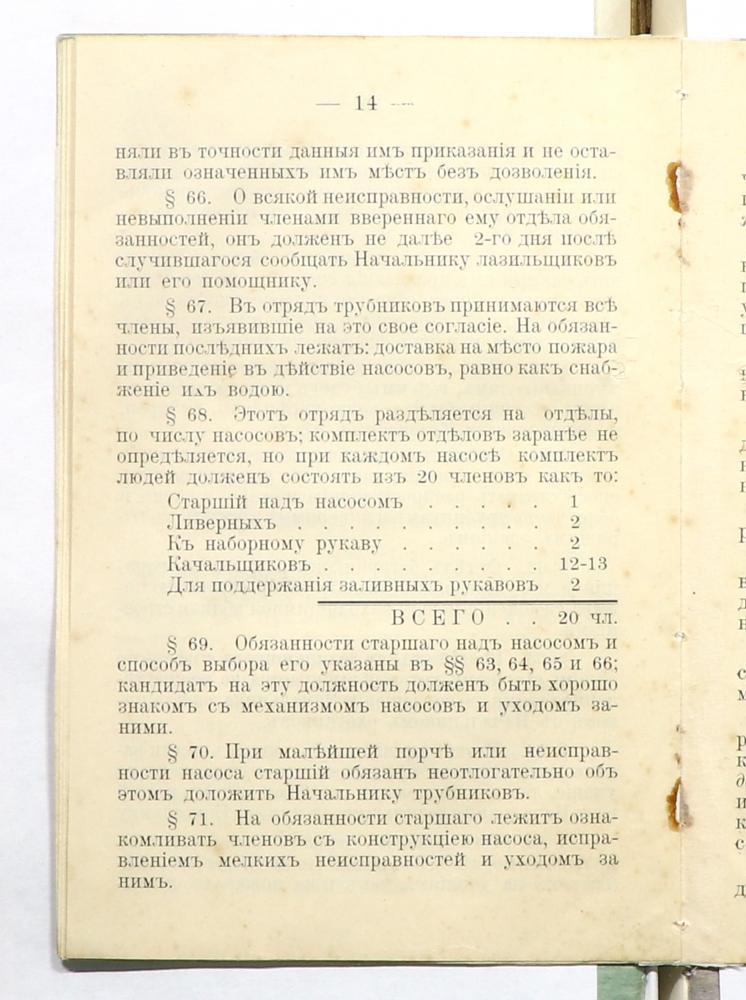 — 14 —
няли въ точности данныя имъ приказанія и не оста-
вляли означенныхъ имъ мѣстъ безъ дозволенія.
§ 66. О всякой неисправности, ослушаніи или
невыполненіи членами ввереннаго ему отдѣла обя-
занностей, онъ долженъ не далѣе 2-го дня послѣ
случившагося сообщать Начальнику лазильщиковъ
или его помощнику.
§ 67. Въ отрядъ трубниковъ принимаются всѣ
члены, изъявившіе на это свое согласіе. На обязан-
ности послѣднихъ лежатъ: доставка на мѣсто пожара
и приведеніе въ дѣйствіе насосовъ, равно какъ снаб-
женіе ихъ водою.
§ 68. Этотъ отрядъ раздѣляется на отдѣлы,
по числу насосовъ; комплектъ отдѣловъ заранѣе не
опредѣляется, но при каждомъ насосѣ комплектъ
людей долженъ состоять изъ 20 членовъ какъ то:
Старшій надъ насосомъ . . . . . 1
Ливерныхъ . . . . . . . . . . 2
Къ наборному рукаву . . . . . . 2
Качальщиковъ . . . . . . . . . 12-13
Для поддержанія заливныхъ рукавовъ 2
ВСЕГО . . 20 чл.
§ 69. Обязанности старшаго надъ насосомъ и
способъ выбора его указаны въ §§ 63, 64, 65 и 66;
кандидатъ на эту должность долженъ быть хорошо
знакомъ съ механизмомъ насосовъ и уходомъ за-
ними.
§ 70. При малѣйшей порчѣ или неисправ-
ности насоса старшій обязанъ неотлогательно объ
этомъ доложить Начальнику трубниковъ.
§ 71. На обязанности старшаго лежитъ озна-
комливать членовъ съ конструкціею насоса, испра-
вленіемъ мелкихъ неисправностей и уходомъ за
нимъ.